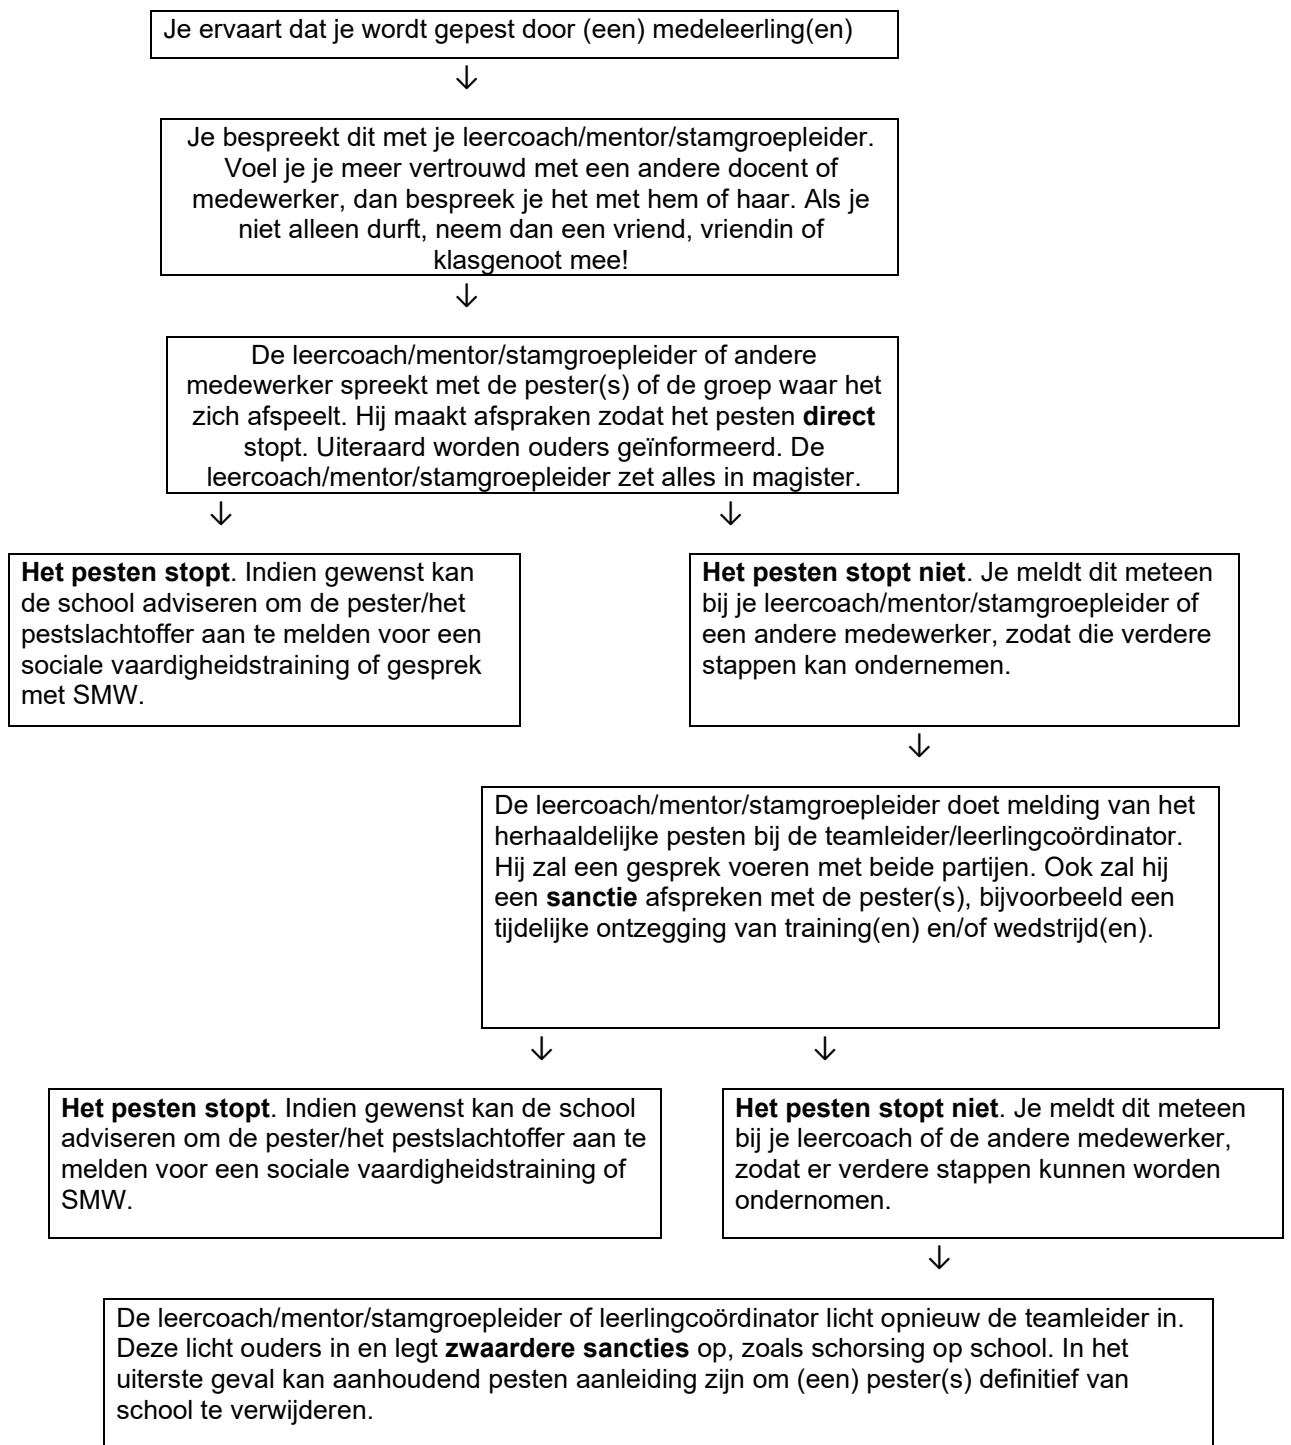 Je ervaart dat je wordt gepest door (een) medeleerling(en)
↓
Je bespreekt dit met je leercoach/mentor/stamgroepleider.
Voel je je meer vertrouwd met een andere docent of
medewerker, dan bespreek je het met hem of haar. Als je
niet alleen durft, neem dan een vriend, vriendin of
klasgenoot mee!
↓
De leercoach/mentor/stamgroepleider of andere
medewerker spreekt met de pester(s) of de groep waar het
zich afspeelt. Hij maakt afspraken zodat het pesten direct
stopt. Uiteraard worden ouders geïnformeerd. De
leercoach/mentor/stamgroepleider zet alles in magister.
↓ ↓
Het pesten stopt. Indien gewenst kan
de school adviseren om de pester/het
pestslachtoffer aan te melden voor een
sociale vaardigheidstraining of gesprek
met SMW.
Het pesten stopt niet. Je meldt dit meteen
bij je leercoach/mentor/stamgroepleider of
een andere medewerker, zodat die verdere
stappen kan ondernemen.
↓
De leercoach/mentor/stamgroepleider doet melding van het
herhaaldelijke pesten bij de teamleider/leerlingcoördinator.
Hij zal een gesprek voeren met beide partijen. Ook zal hij
een sanctie afspreken met de pester(s), bijvoorbeeld een
tijdelijke ontzegging van training(en) en/of wedstrijd(en).
↓ ↓
Het pesten stopt. Indien gewenst kan de school
adviseren om de pester/het pestslachtoffer aan te
melden voor een sociale vaardigheidstraining of
SMW.
Het pesten stopt niet. Je meldt dit meteen
bij je leercoach of de andere medewerker,
zodat er verdere stappen kunnen worden
ondernomen.
↓
De leercoach/mentor/stamgroepleider of leerlingcoördinator licht opnieuw de teamleider in.
Deze licht ouders in en legt zwaardere sancties op, zoals schorsing op school. In het
uiterste geval kan aanhoudend pesten aanleiding zijn om (een) pester(s) definitief van
school te verwijderen.